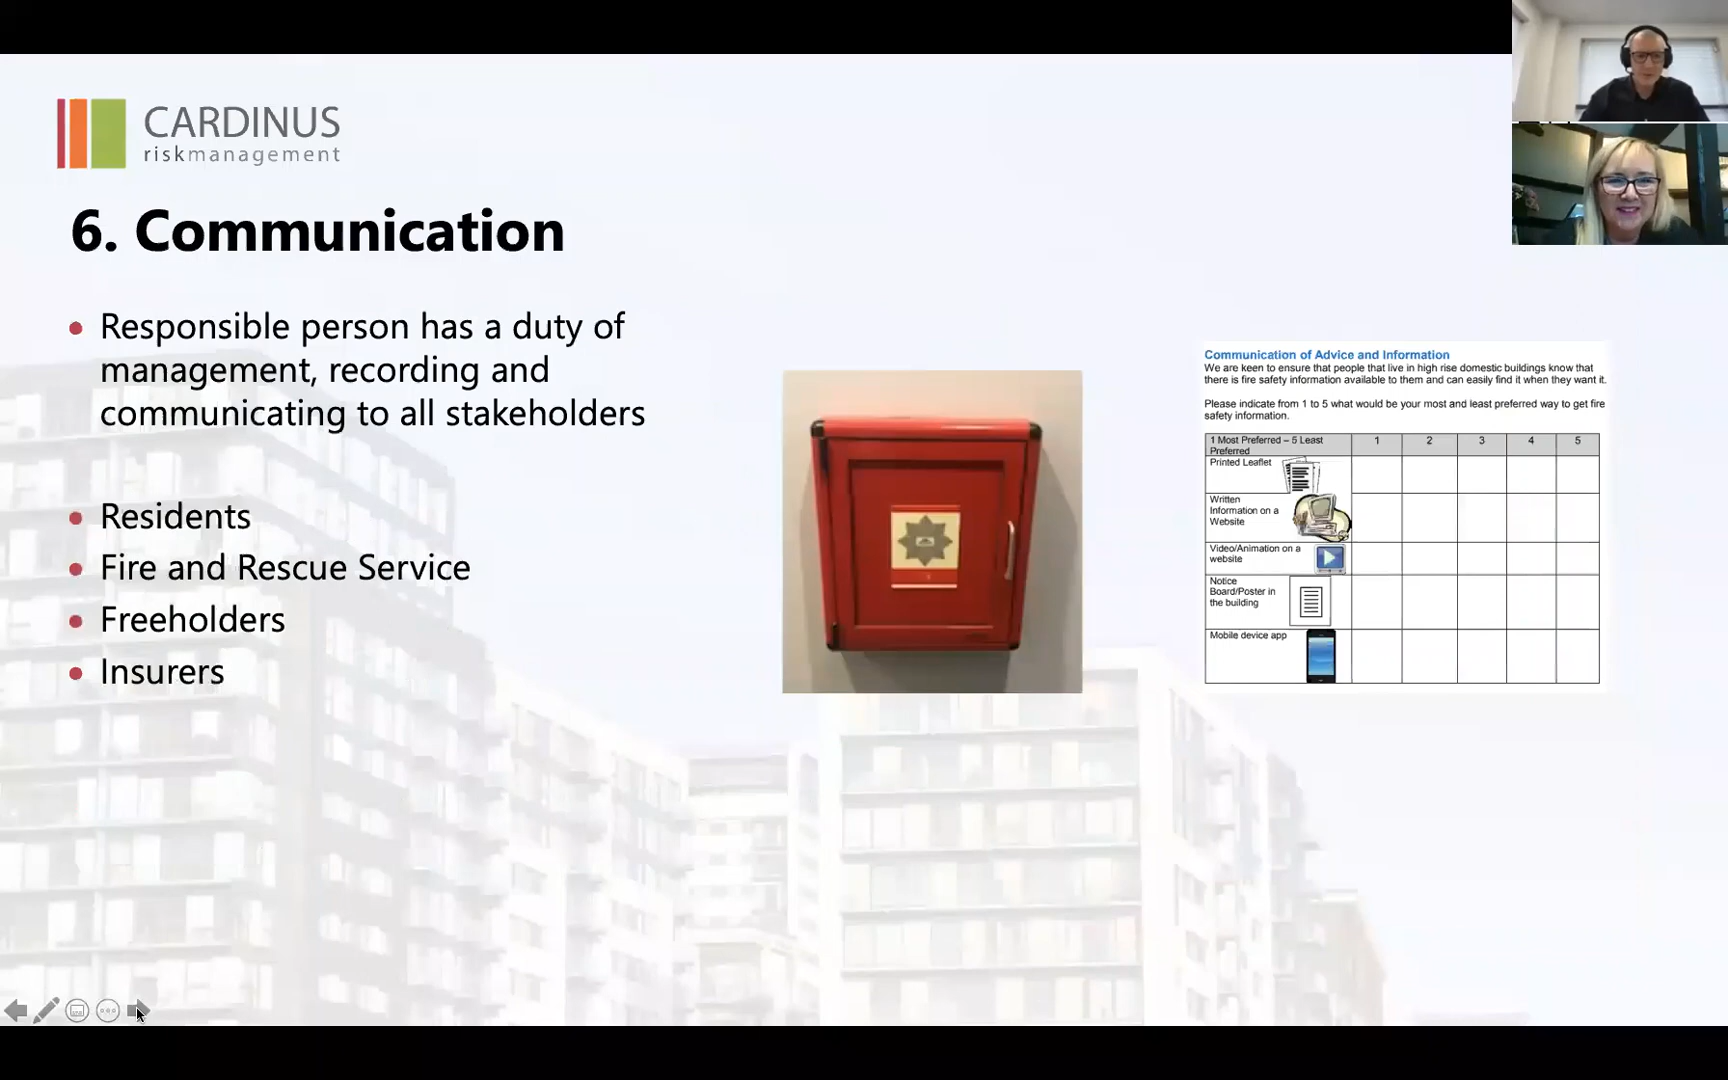 CARDINUS
riskmanagement
6. Communication
Responsible person has a duty of
management, recording and
communicating to all stakeholders
Residents
Fire and Rescue Service
Freeholders
Insurers
Communication of Advice and Information
We are keen to ensure that people that live in high rise domestic buildings know that
there is fire safety information available to them and can easily find it when they want it.
Please indicate from 1 to 5 what would be your most and least preferred way to get fire
safety information.
1 Most Preferred – 5 Least
Preferred
1 2 3 4 5
Printed Leaflet
Written
Information on a
Website
Video/Animation on a
website
Notice
Board/Poster in
the building
Mobile device app